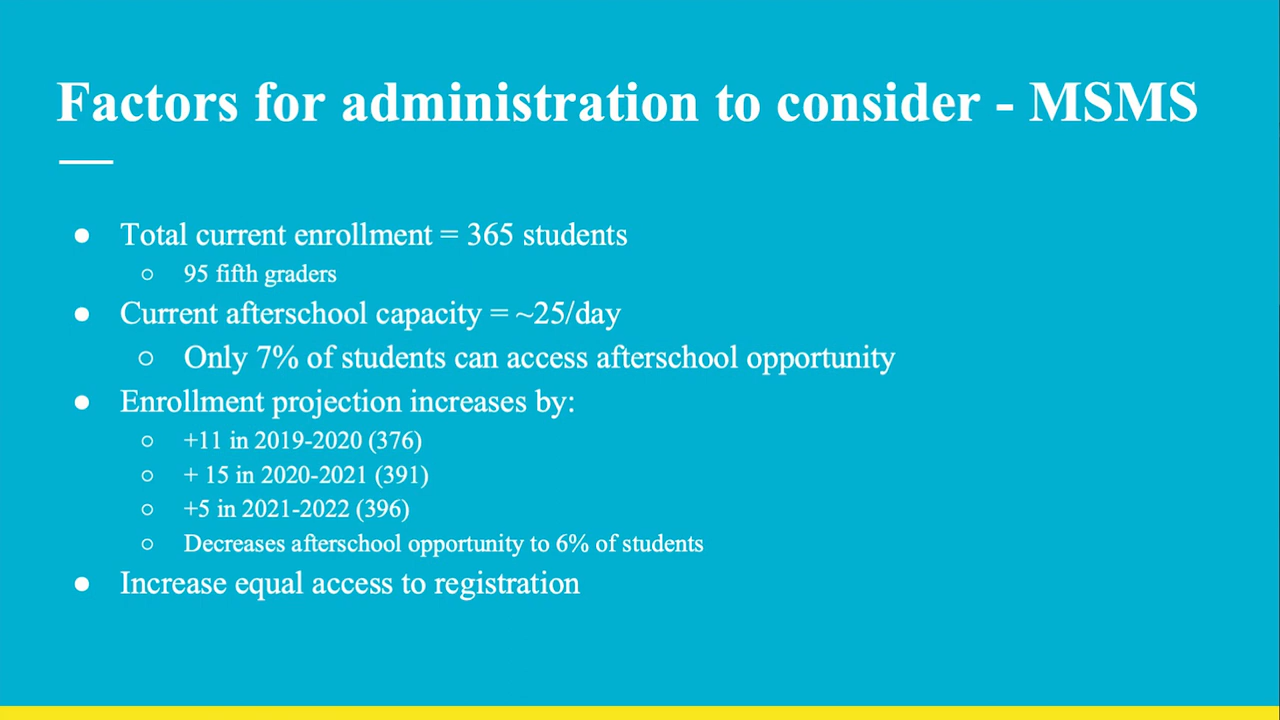 Factors for administration to consider - MSMS
● Total current enrollment = 365 students
○ 95 fifth graders
● Current afterschool capacity = ~25/day
○ Only 7% of students can access afterschool opportunity
● Enrollment projection increases by:
○ +11 in 2019-2020 (376)
○ + 15 in 2020-2021 (391)
○ +5 in 2021-2022 (396)
○ Decreases afterschool opportunity to 6% of students
● Increase equal access to registration